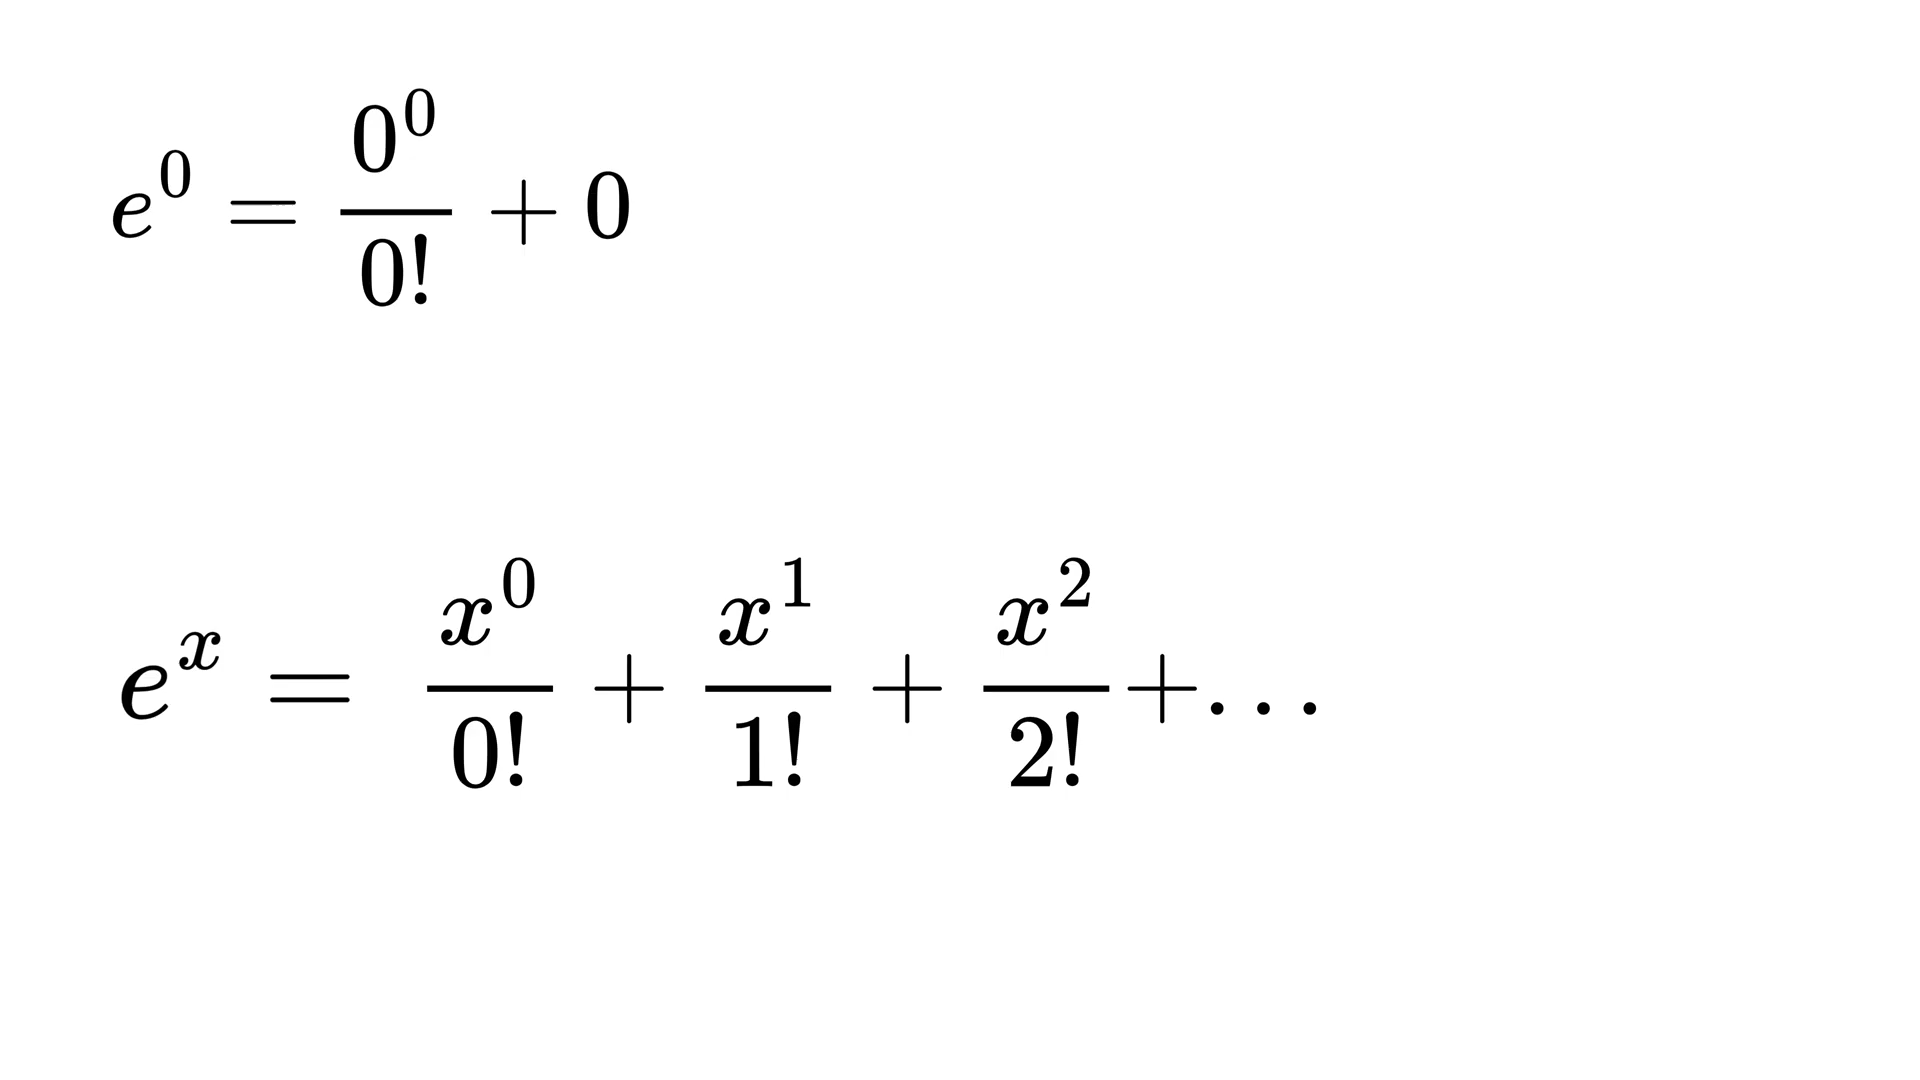 e^0 = 0^0/0! + 0
e^x = x^0/0! + x^1/1! + x^2/2! + ...